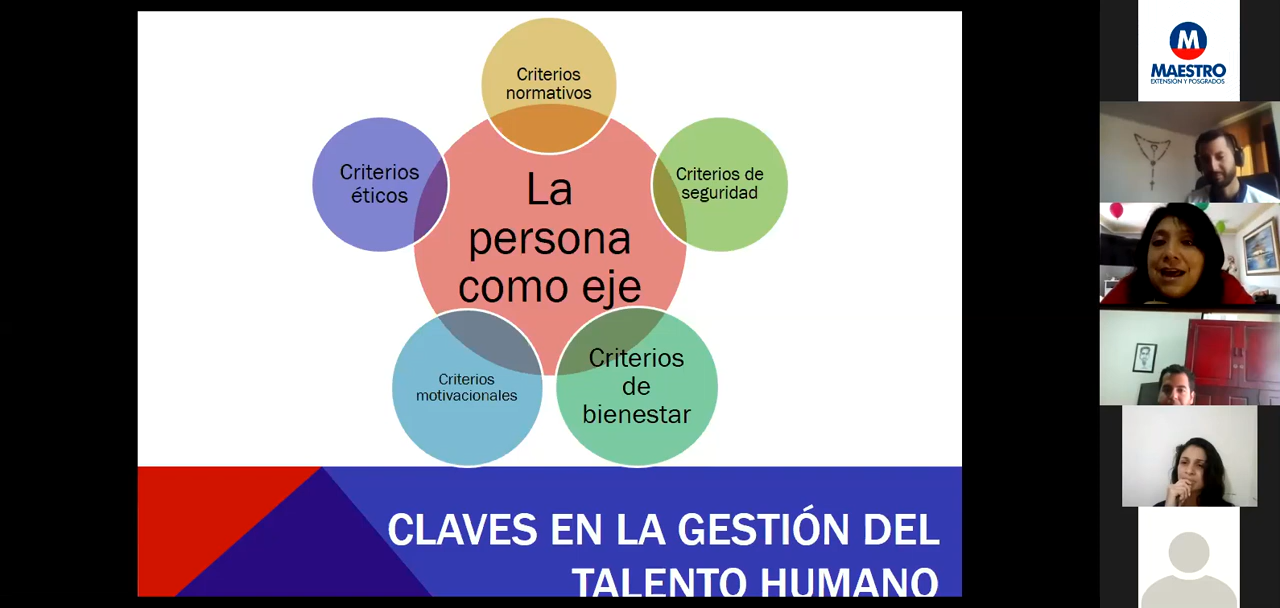 Criterios
normativos
Criterios
éticos
Criterios de
seguridad
La
persona
como eje
Criterios
motivacionales
Criterios
de
bienestar
CLAVES EN LA GESTIÓN DEL
TALENTO HUMANO
M
MAESTRO
EXTENSIÓN Y POSGRADOS